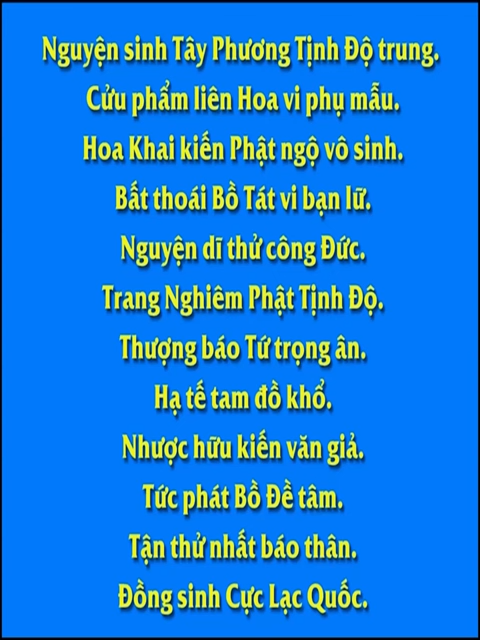 Nguyện sinh Tây Phương Tịnh Độ trung.
Cửu phẩm liên Hoa vi phụ mẫu.
Hoa Khai kiến Phật ngộ vô sinh.
Bất thoái Bồ Tát vi bạn lữ.
Nguyện dĩ thử công Đức.
Trang Nghiêm Phật Tịnh Độ.
Thượng báo Tứ trọng ân.
Hạ tế tam đồ khổ.
Nhược hữu kiến văn giả.
Tức phát Bồ Đề tâm.
Tận thử nhất báo thân.
Đồng sinh Cực Lạc Quốc.